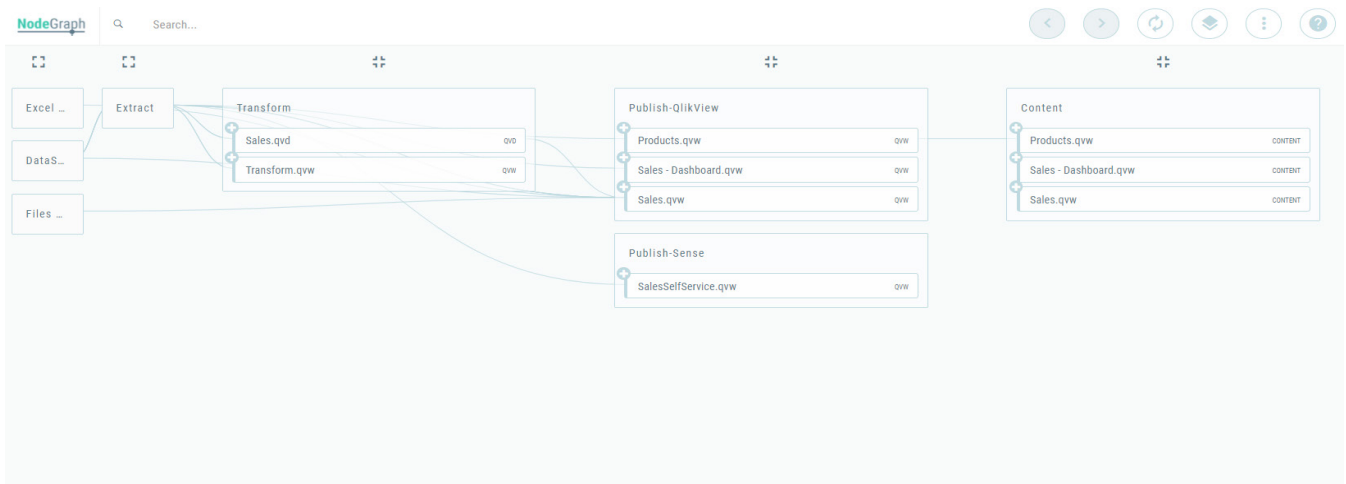 NodeGraph
Search...
Excel ...
DataS...
Files ...
Extract
Transform
Sales.qvd QVD
Transform.qvw QVW
Publish-QlikView
Products.qvw QVW
Sales - Dashboard.qvw QVW
Sales.qvw QVW
Publish-Sense
SalesSelfService.qvw QVW
Content
Products.qvw CONTENT
Sales - Dashboard.qvw CONTENT
Sales.qvw CONTENT